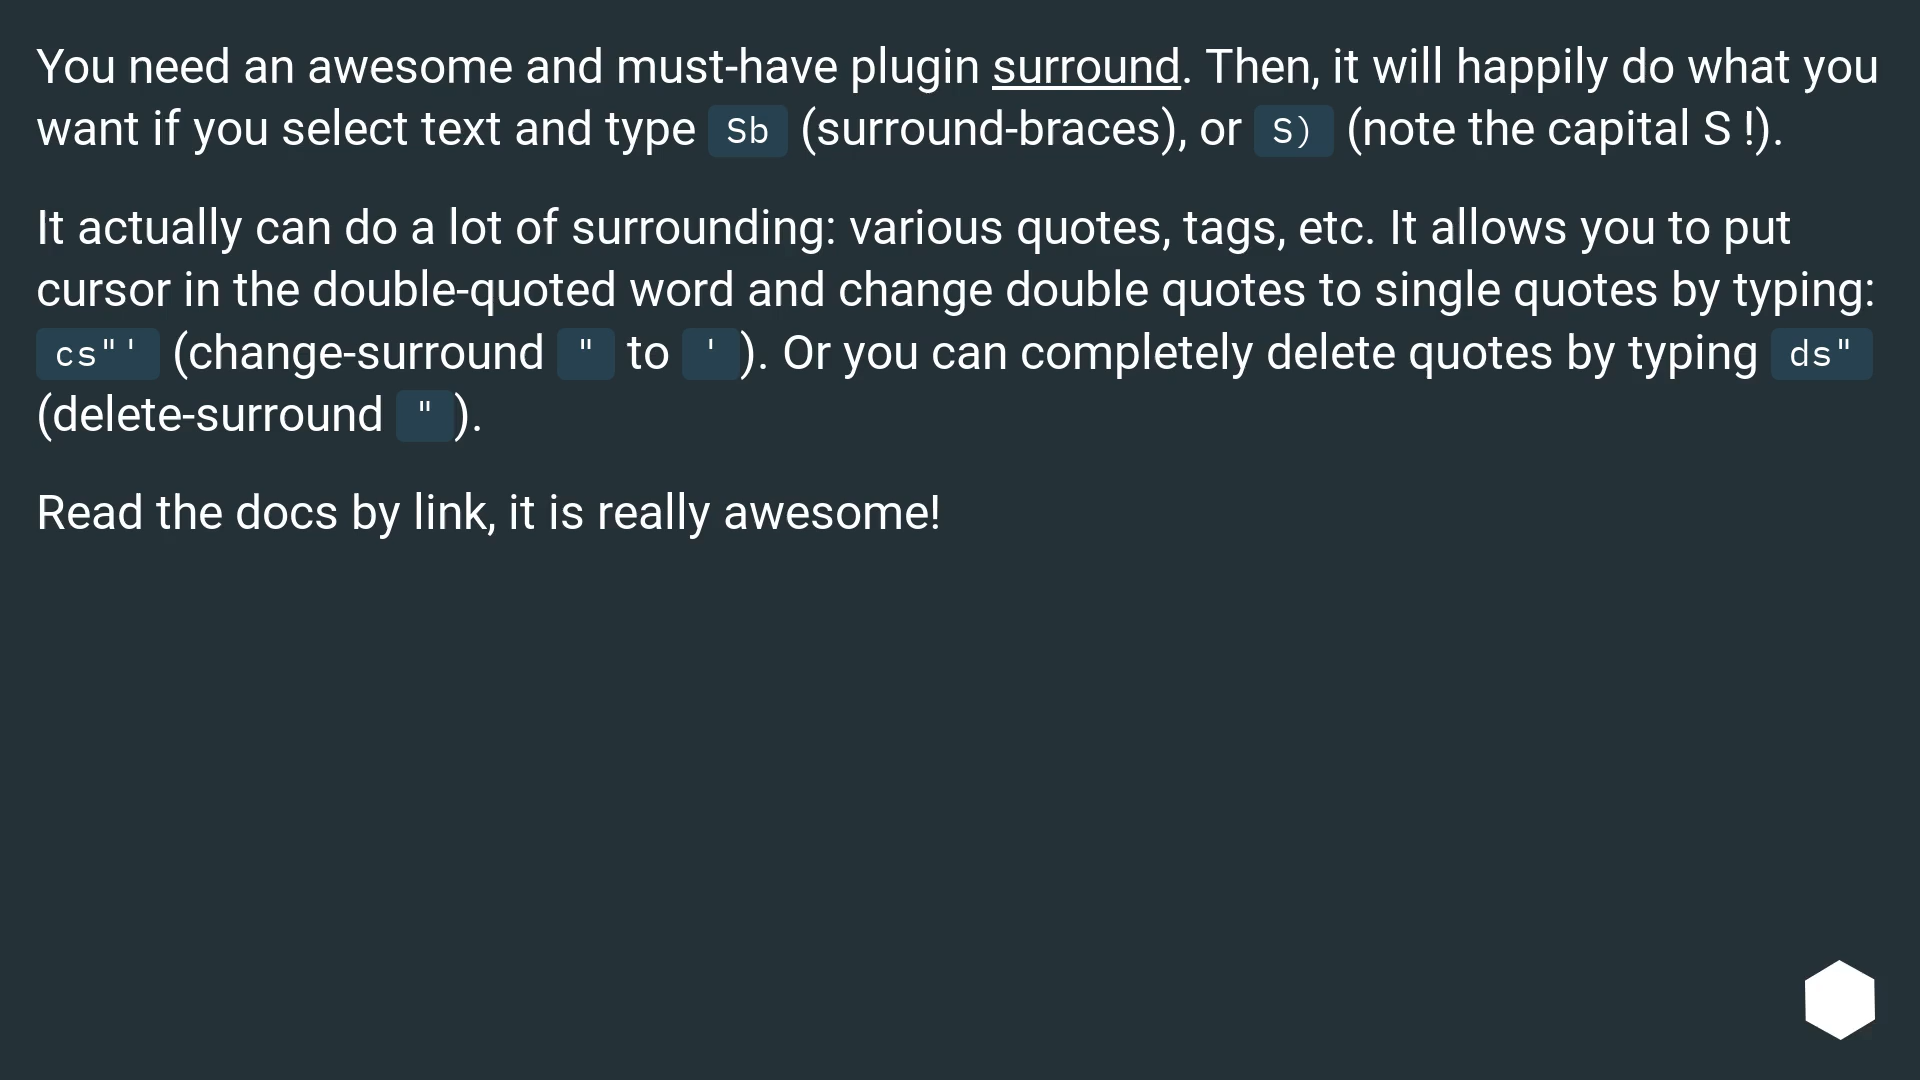 You need an awesome and must-have plugin surround. Then, it will happily do what you
want if you select text and type Sb (surround-braces), or S) (note the capital S !).
It actually can do a lot of surrounding: various quotes, tags, etc. It allows you to put
cursor in the double-quoted word and change double quotes to single quotes by typing:
cs"' (change-surround " to '). Or you can completely delete quotes by typing ds"
(delete-surround ").
Read the docs by link, it is really awesome!